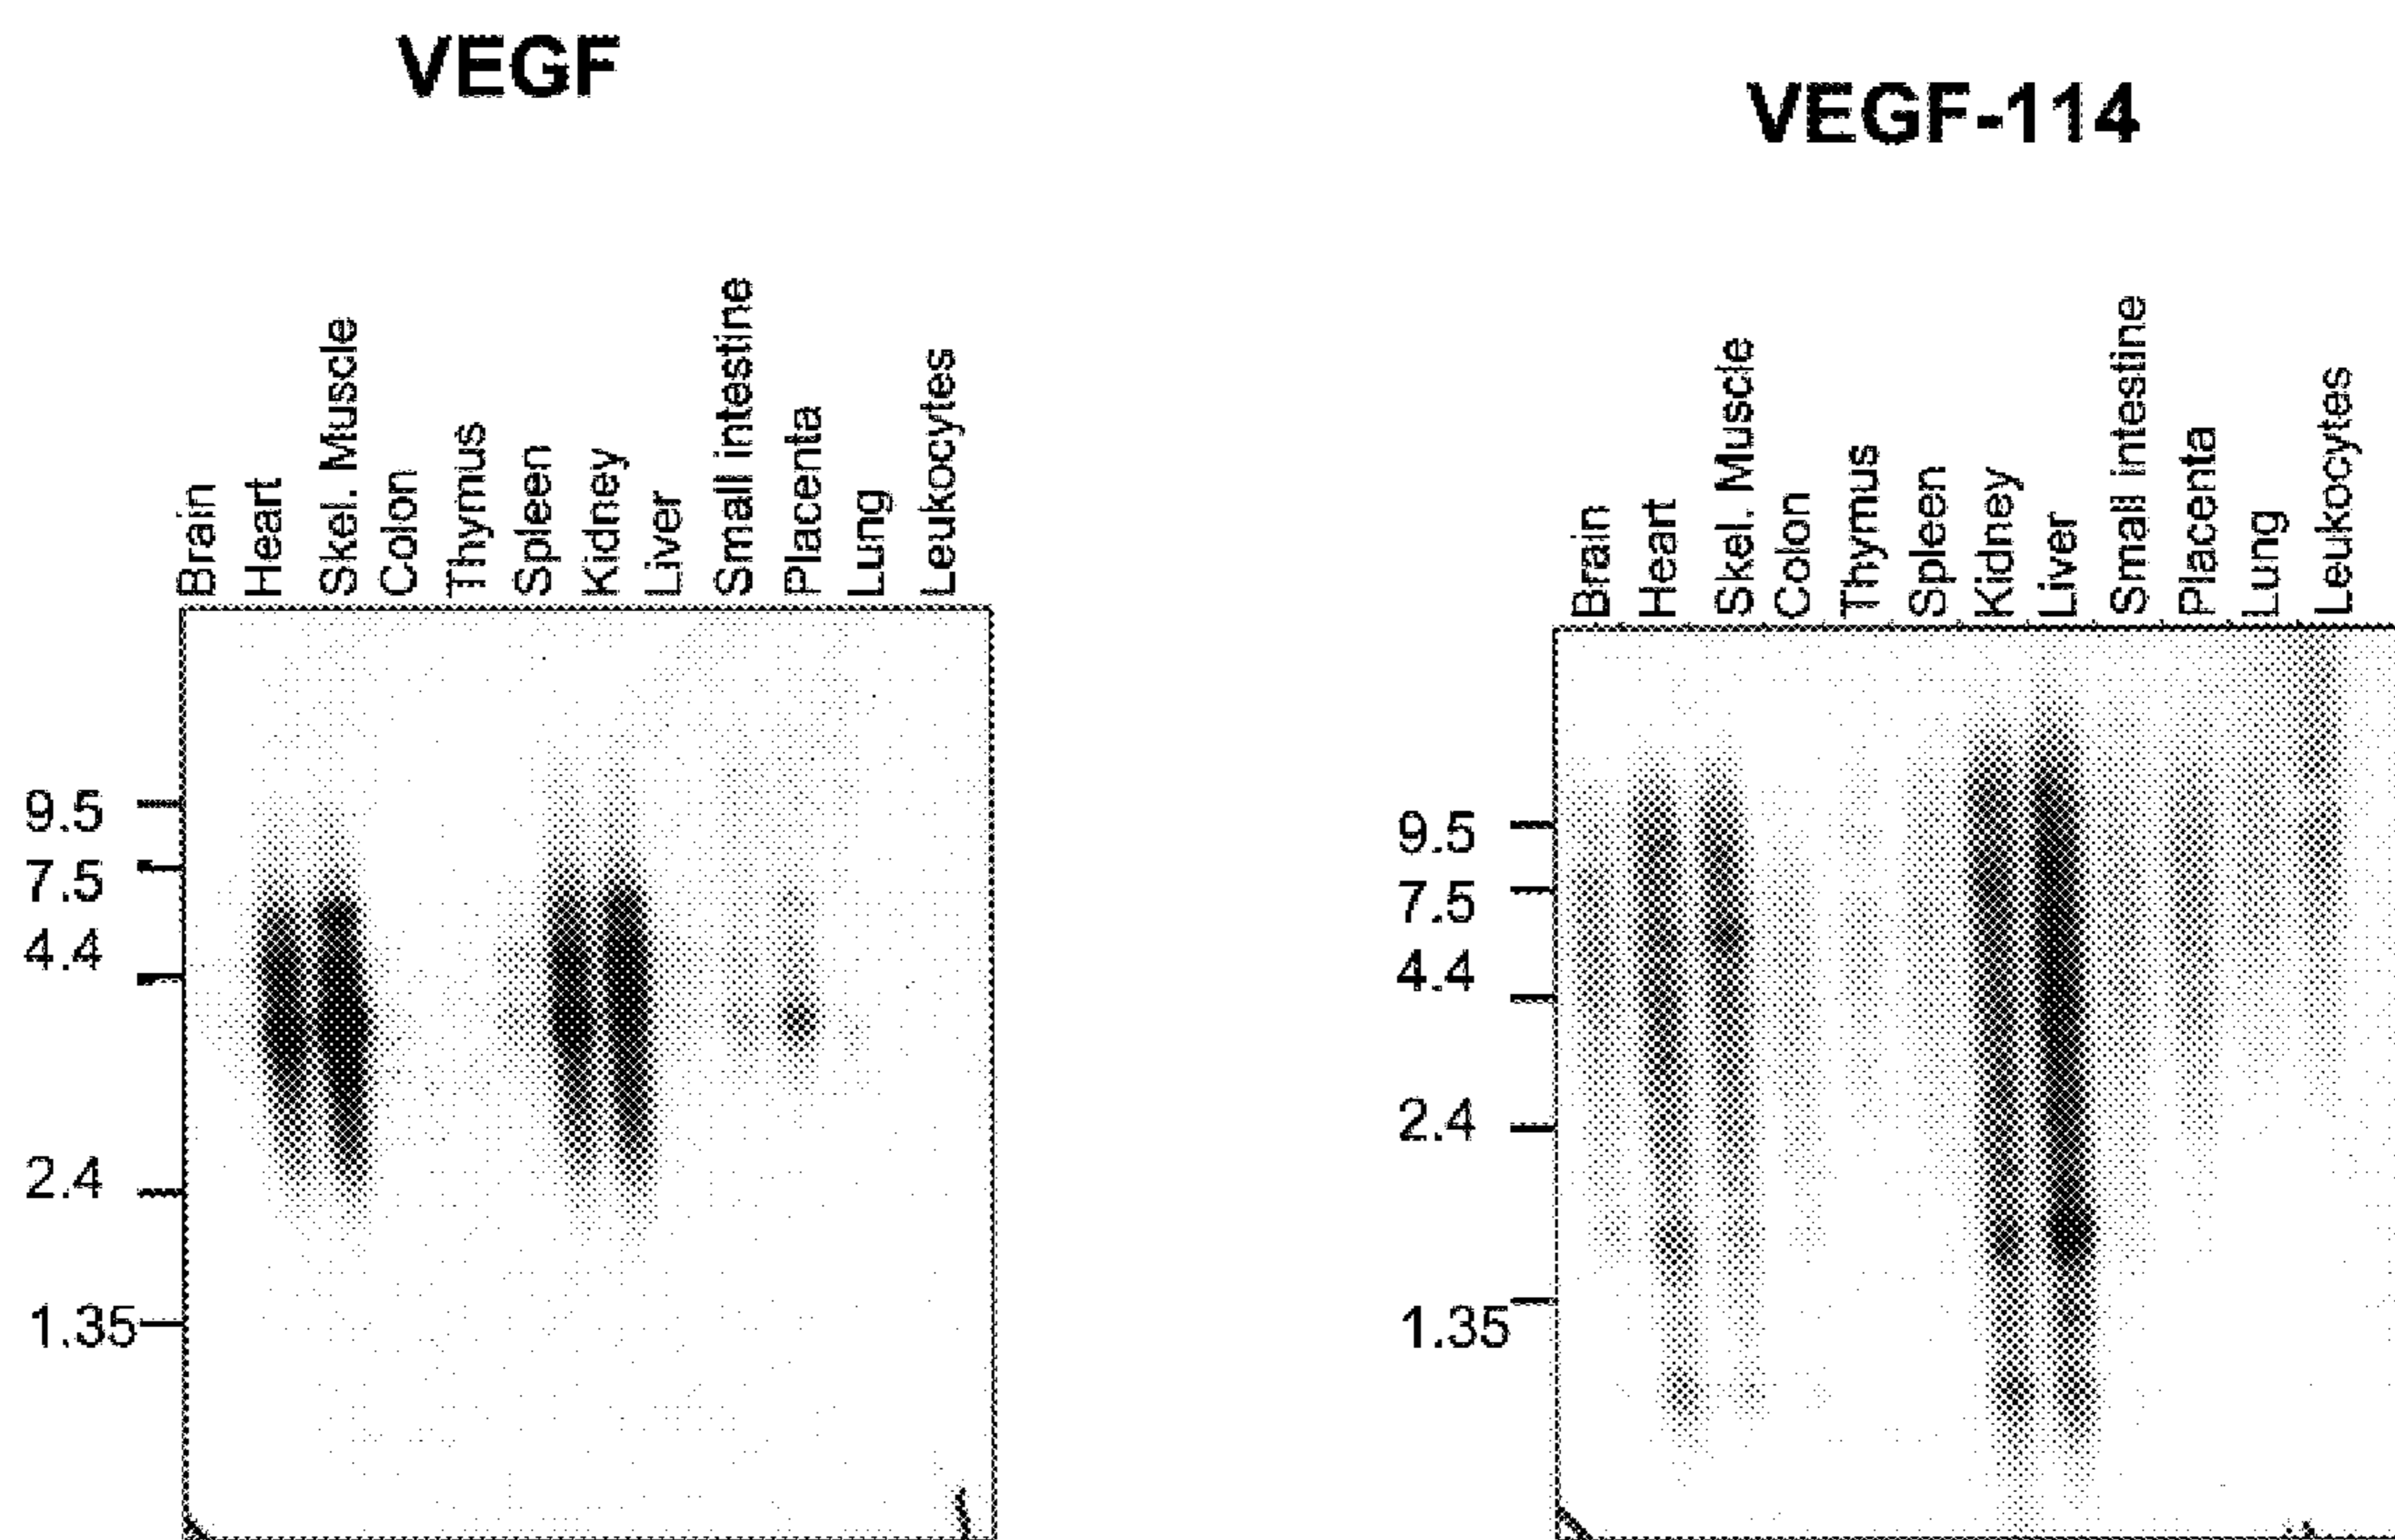 VEGF
Brain
Heart
Skel. Muscle
Colon
Thymus
Spleen
Kidney
Liver
Small intestine
Placenta
Lung
Leukocytes
9.5
7.5
4.4
2.4
1.35
VEGF-114
Brain
Heart
Skel. Muscle
Colon
Thymus
Spleen
Kidney
Liver
Small intestine
Placenta
Lung
Leukocytes
9.5
7.5
4.4
2.4
1.35